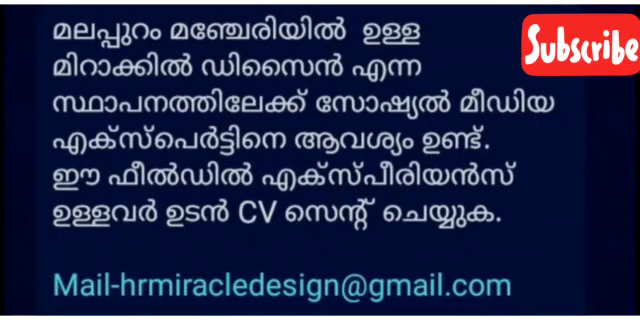 മലപ്പുറം മഞ്ചേരിയിൽ ഉള്ള
Subscribe
മിറാക്കിൽ ഡിസൈൻ എന്ന
സ്ഥാപനത്തിലേക്ക് സോഷ്യൽ മീഡിയ
എക്സ്പെർട്ടിനെ ആവശ്യം ഉണ്ട്.
ഈ ഫീൽഡിൽ എക്സ്പീരിയൻസ്
ഉള്ളവർ ഉടൻ CV സെന്റ് ചെയ്യുക.
Mail-hrmiracledesign@gmail.com